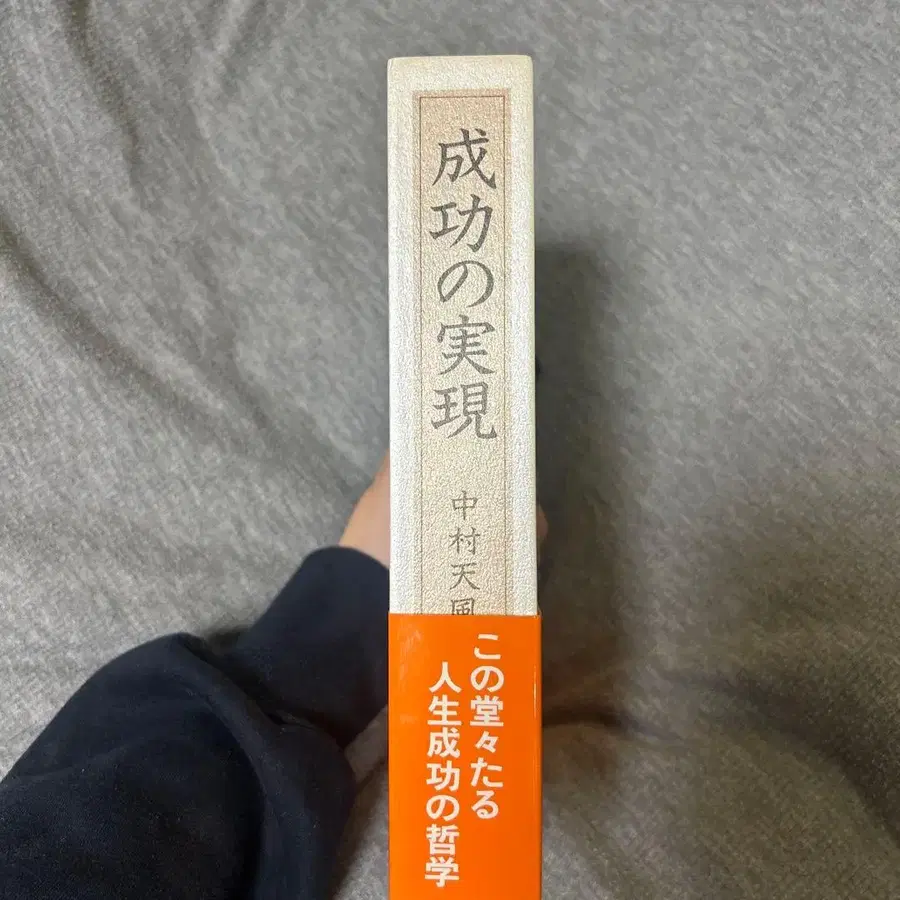 成功の実現
中村天風
この堂々たる
人生成功の哲学